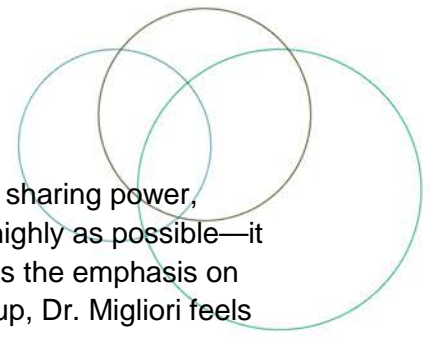 sharing power,
highly as possible—it
s the emphasis on
up, Dr. Migliori feels